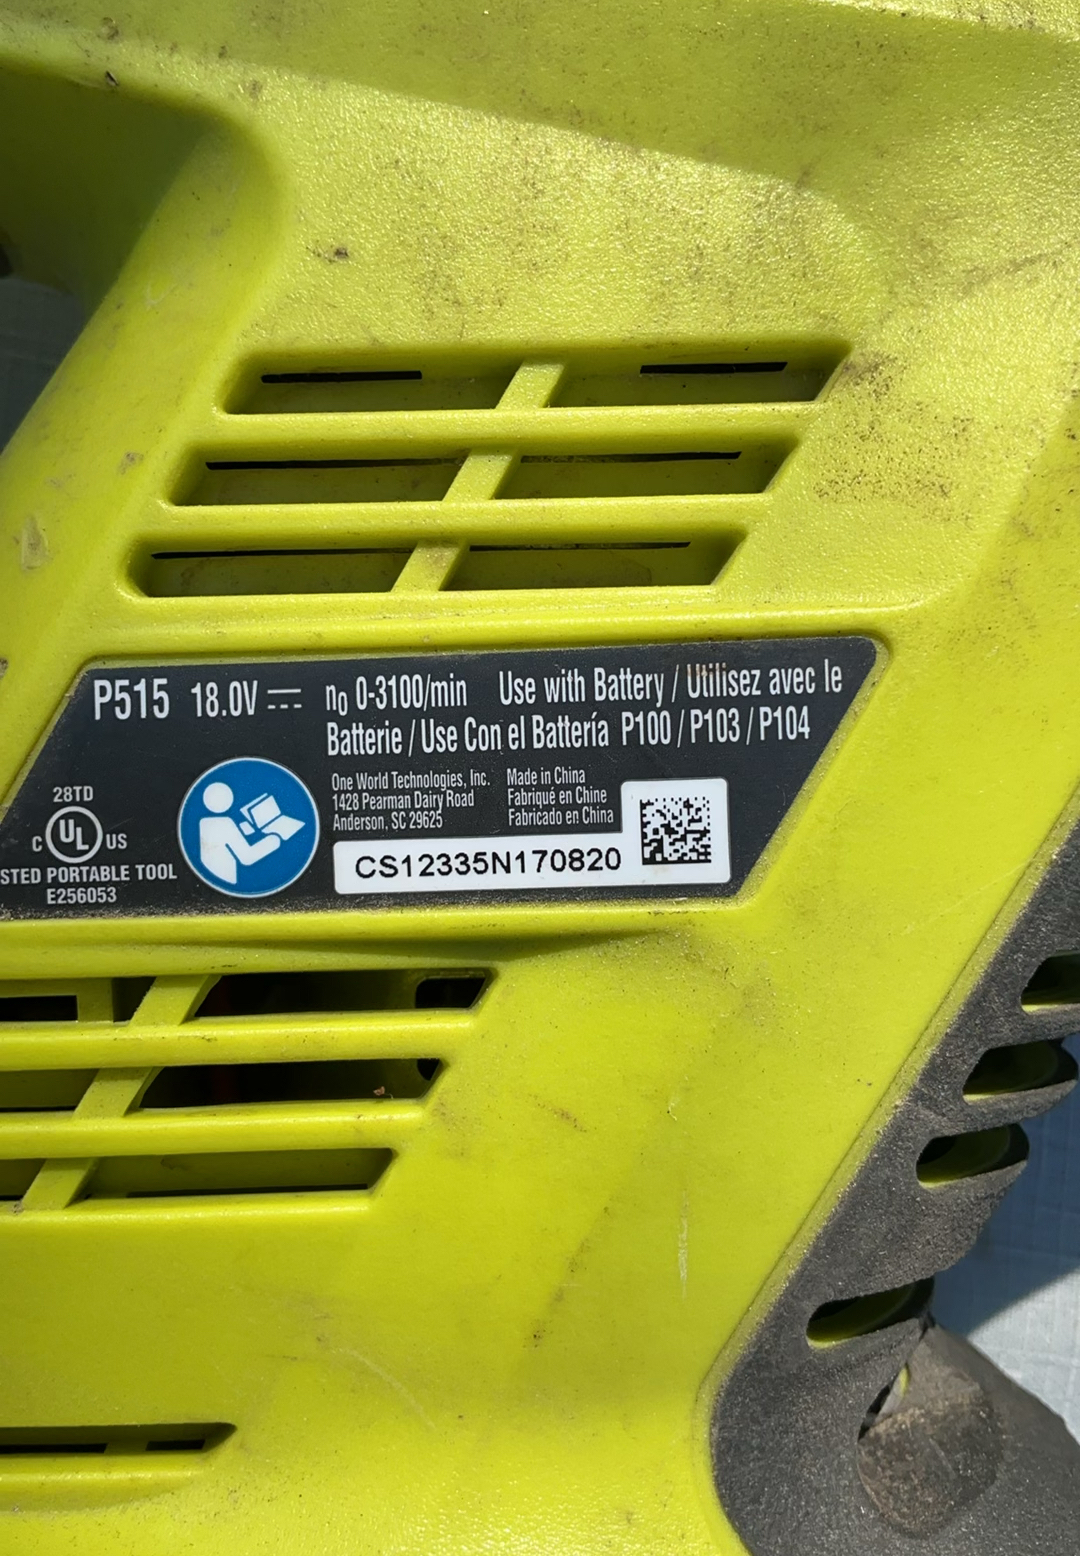 P515 18.0V n0 0-3100/min Use with Battery / Utilisez avec le
Batterie / Use Con el Battería P100 / P103 / P104
One World Technologies, Inc.
1428 Pearman Dairy Road
Anderson, SC 29625
Made in China
Fabriqué en Chine
Fabricado en China
28TD
C UL US
STED PORTABLE TOOL
E256053
CS12335N170820